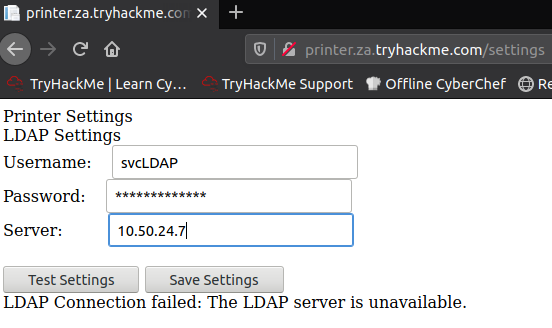 printer.za.tryhackme.com
printer.za.tryhackme.com/settings
TryHackMe | Learn Cy… TryHackMe Support Offline CyberChef
Printer Settings
LDAP Settings
Username: svcLDAP
Password: *************
Server: 10.50.24.7
Test Settings Save Settings
LDAP Connection failed: The LDAP server is unavailable.